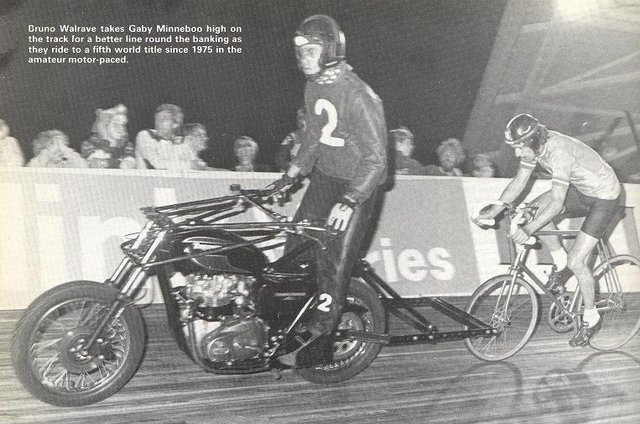 Bruno Walrave takes Gaby Minneboo high on
the track for a better line round the banking as
they ride to a fifth world title since 1975 in the
amateur motor-paced.
2
ries
2